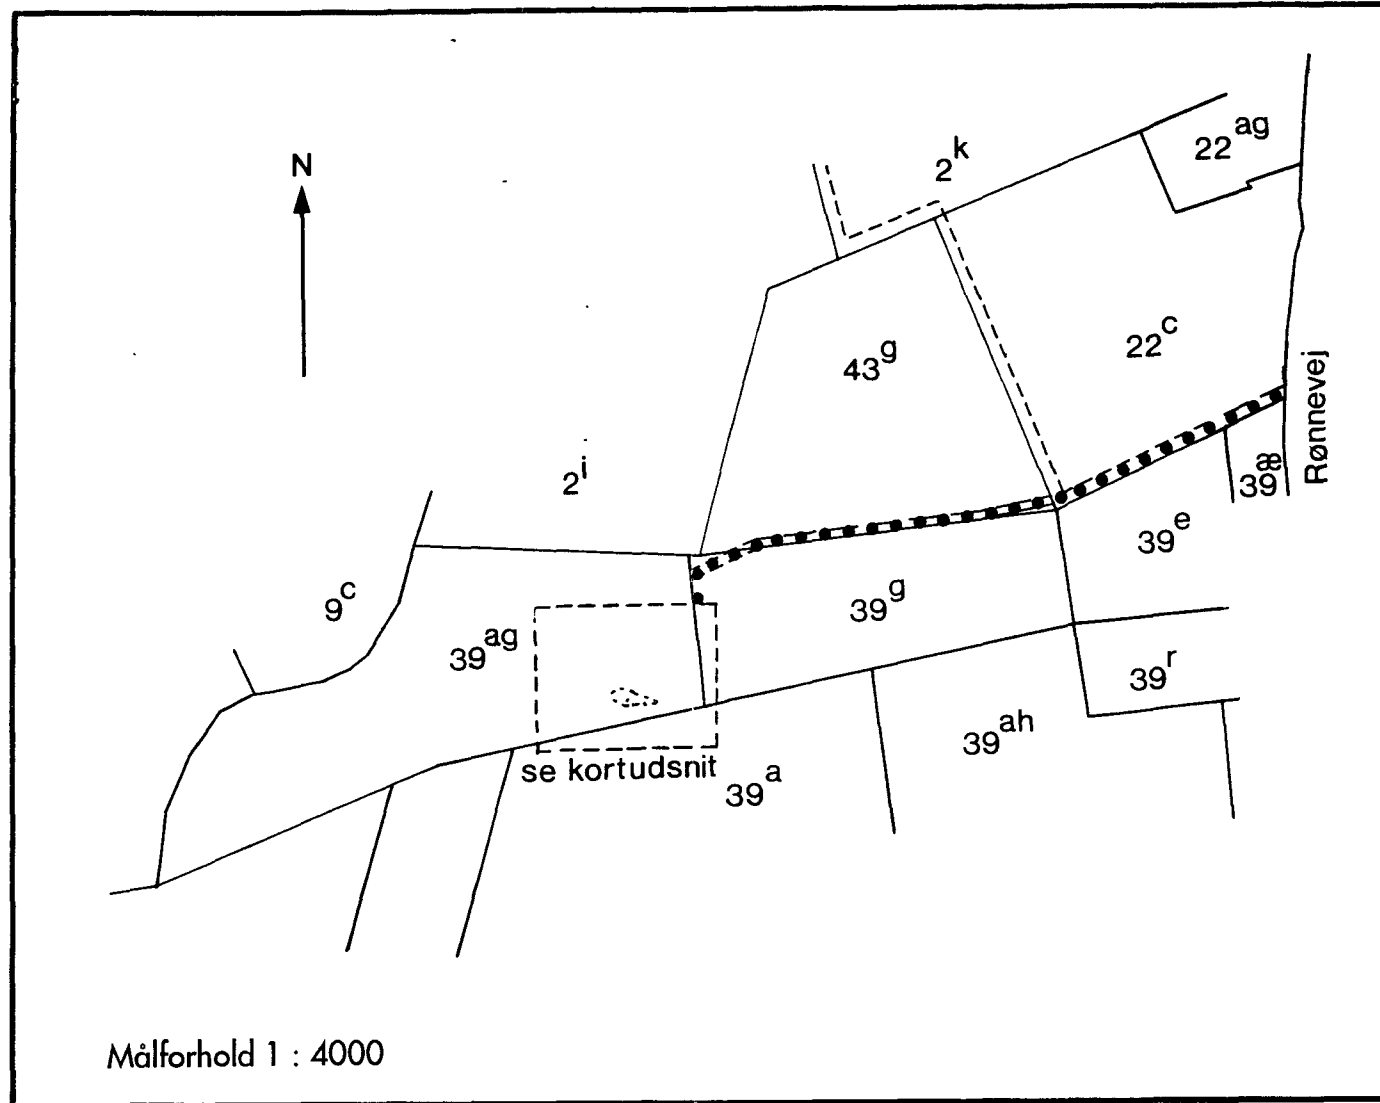 N
2k
22ag
43g
22c
Rønnevej
2i
39æ
39e
9c
39g
39ag
39r
39ah
se kortudsnit
39a
Målforhold 1 : 4000